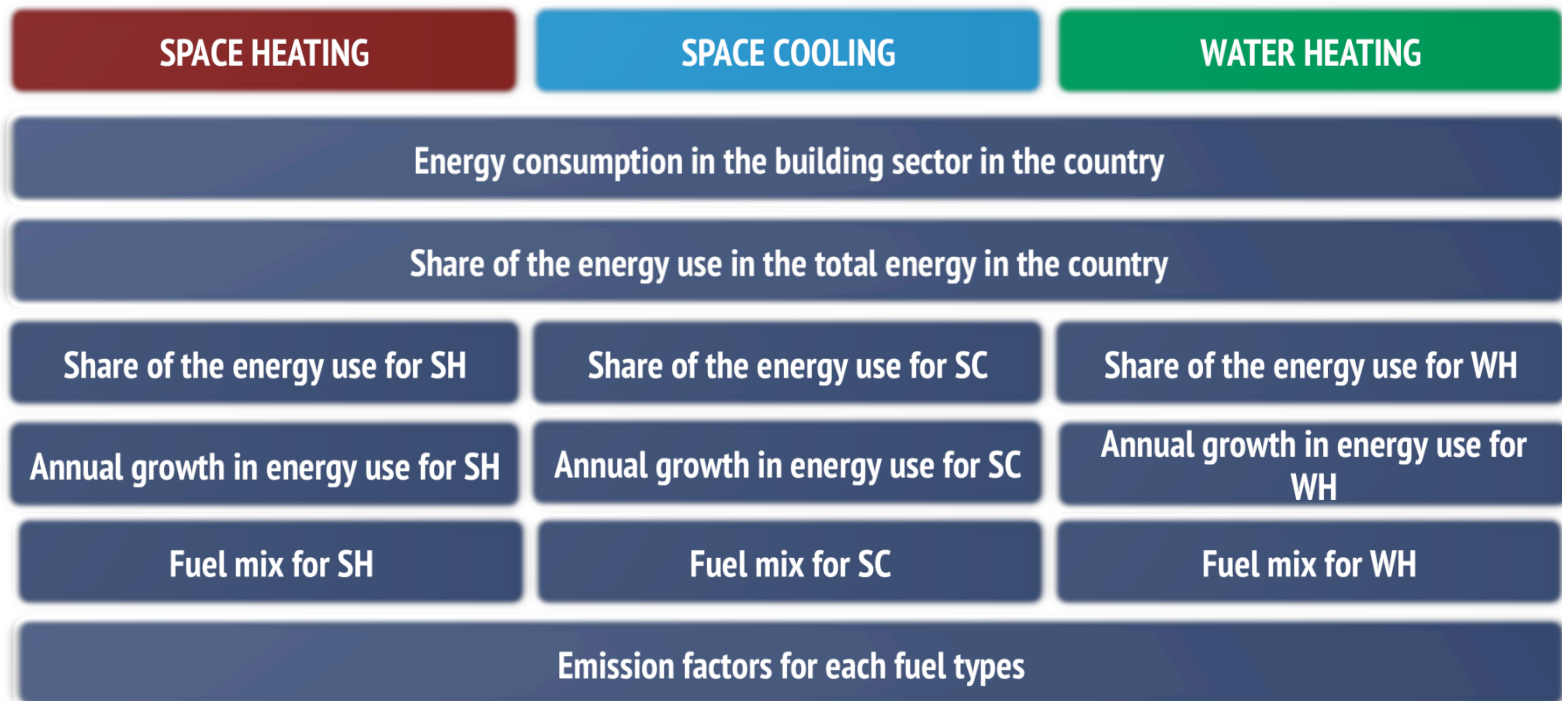 SPACE HEATING
SPACE COOLING
WATER HEATING
Energy consumption in the building sector in the country
Share of the energy use in the total energy in the country
Share of the energy use for SH
Share of the energy use for SC
Share of the energy use for WH
Annual growth in energy use for SH
Annual growth in energy use for SC
Annual growth in energy use for
WH
Fuel mix for SH
Fuel mix for SC
Fuel mix for WH
Emission factors for each fuel types